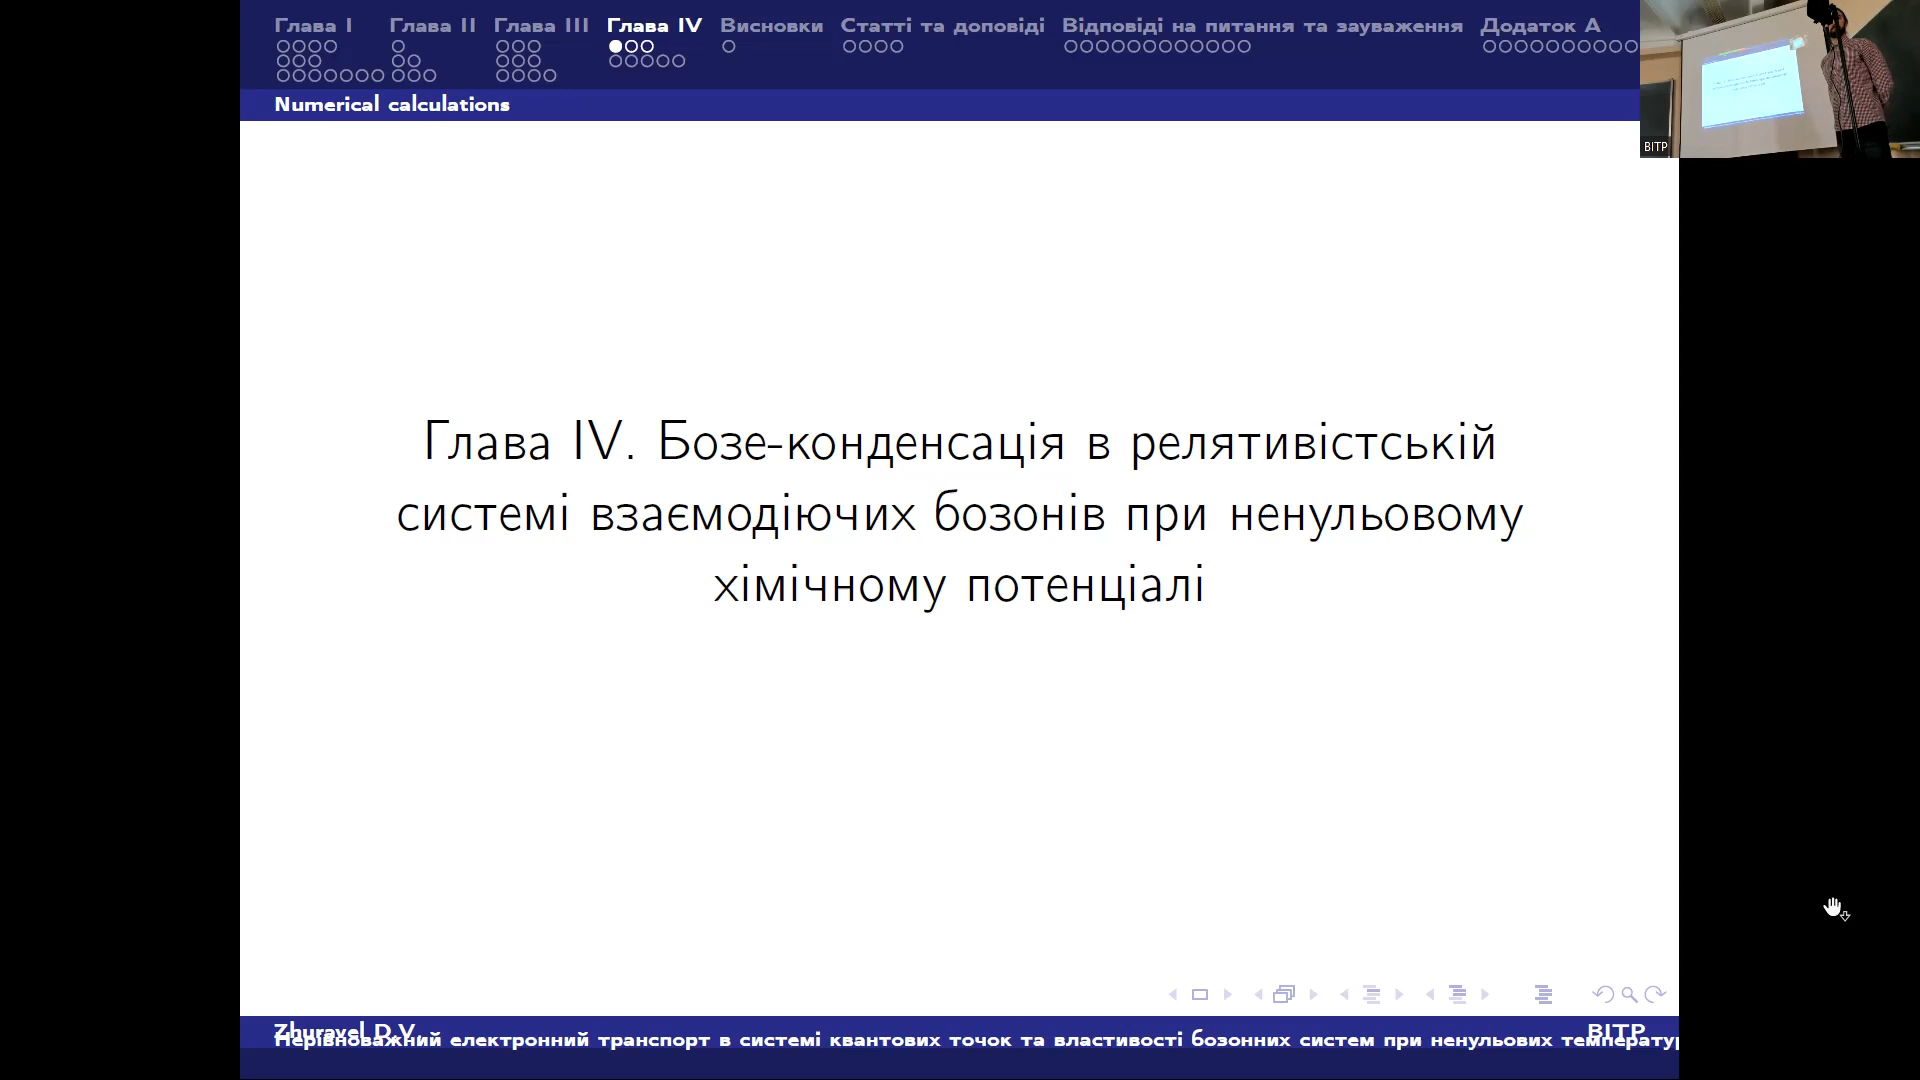 Глава I Глава II Глава III Глава IV Висновки Статті та доповіді Відповіді на питання та зауваження Додаток А
Numerical calculations
BITP
Глава IV. Бозе-конденсація в релятивістській
системі взаємодіючих бозонів при ненульовому
хімічному потенціалі
Zhuravel D.V. BITP
Нерівноважний електронний транспорт в системі квантових точок та властивості бозонних систем при ненульових температур